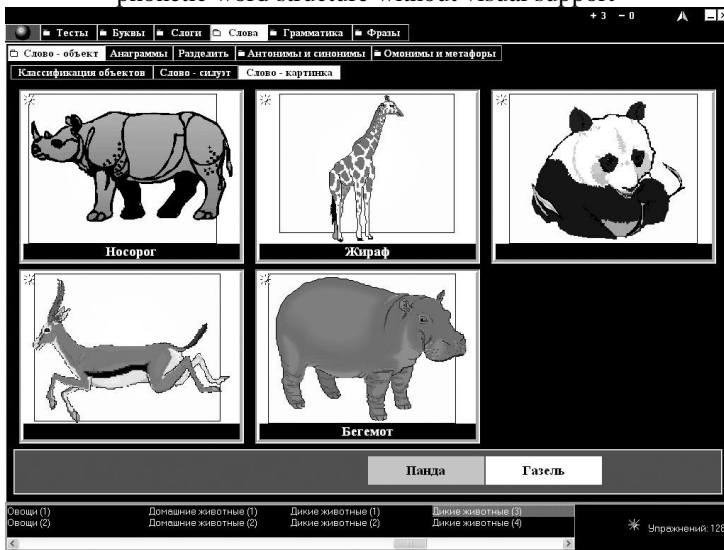 phonetic word structure without visual support
+ 3 − 0
Тесты Буквы Слоги Слова Грамматика Фразы
Слово - объект Анаграммы Разделить Антонимы и синонимы Омонимы и метафоры
Классификация объектов Слово - силуэт Слово - картинка
Носорог Жираф
Бегемот
Панда Газель
Овощи (1) Домашние животные (1) Дикие животные (1) Дикие животные (3)
Овощи (2) Домашние животные (2) Дикие животные (2) Дикие животные (4)
Упражнений: 126